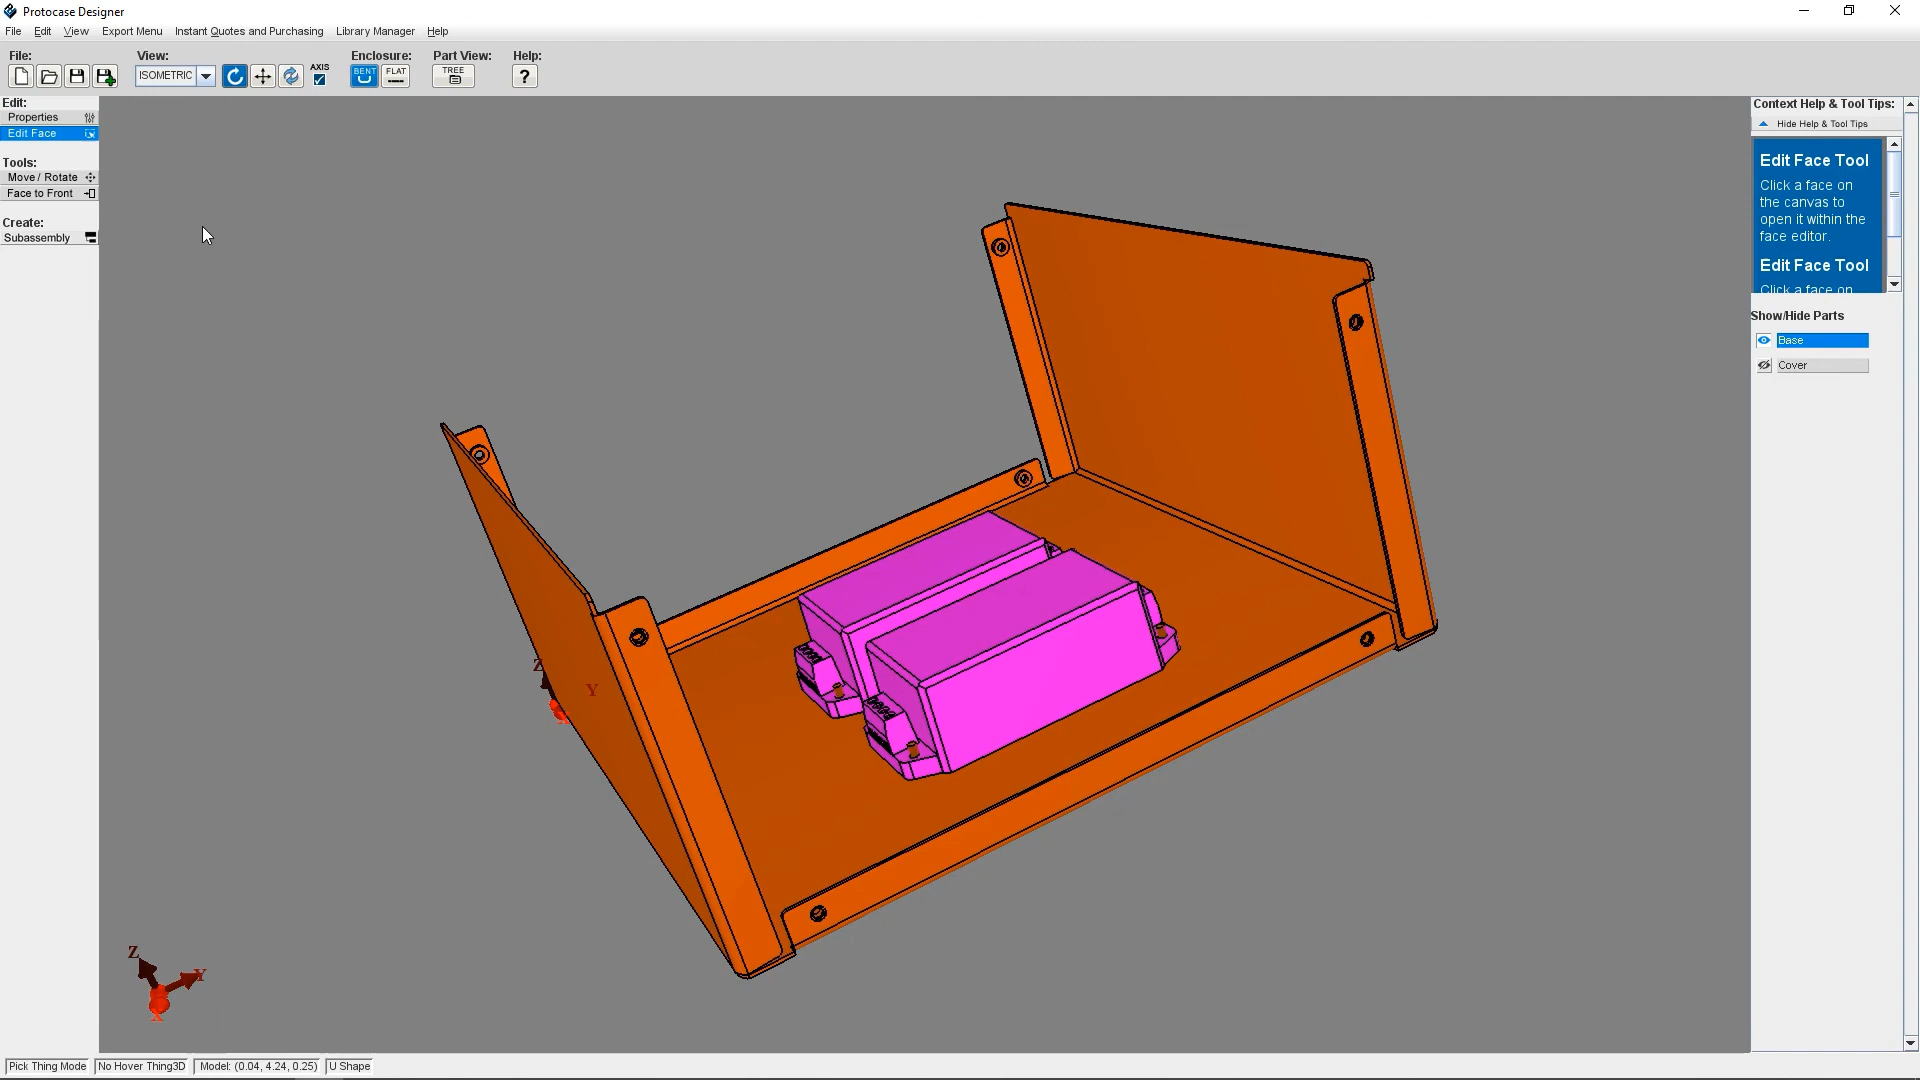 Protocase Designer
File Edit View Export Menu Instant Quotes and Purchasing Library Manager Help
File: View: Enclosure: Part View: Help:
ISOMETRIC AXIS BENT FLAT TREE ?
Edit:
Properties
Edit Face
Tools:
Move / Rotate
Face to Front
Create:
Subassembly
Context Help & Tool Tips:
Hide Help & Tool Tips
Edit Face Tool
Click a face on
the canvas to
open it within the
face editor.
Edit Face Tool
Click a face on
Show/Hide Parts
Base
Cover
Z Y X
Z Y X
Pick Thing Mode No Hover Thing3D Model: (0.04, 4.24, 0.25) U Shape